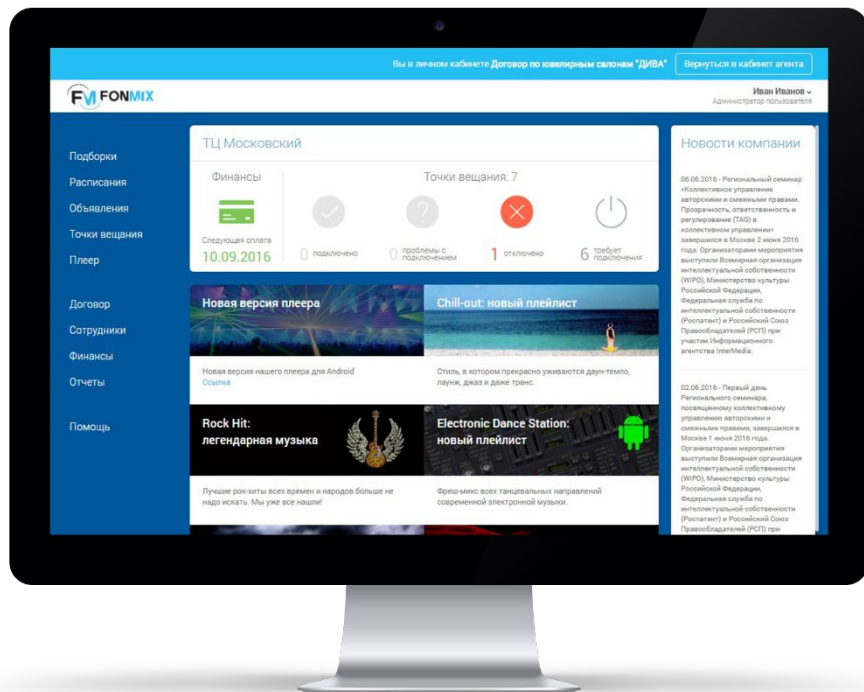 Вы в личном кабинете Договор по ювелирным салонам "ДИВА"
Вернуться в кабинет агента
FM FONMIX
Иван Иванов
Администратор пользователя
Подборки
Расписания
Объявления
Точки вещания
Плеер
Договор
Сотрудники
Финансы
Отчеты
Помощь
ТЦ Московский
Финансы
Следующая оплата
10.09.2016
Точки вещания: 7
0 подключено
0 проблемы с
подключением
1 отключено
6 требует
подключения
Новая версия плеера
Новая версия нашего плеера для Android
Ссылка
Chill-out: новый плейлист
Стиль, в котором прекрасно уживаются даун-темпо,
лаунж, джаз и даже транс.
Rock Hit:
легендарная музыка
Лучшие рок-хиты всех времен и народов больше не
надо искать. Мы уже все нашли!
Electronic Dance Station:
новый плейлист
Фреш-микс всех танцевальных направлений
современной электронной музыки.
Новости компании
06.06.2016 - Региональный семинар
«Коллективное управление
авторскими и смежными правами.
Прозрачность, ответственность и
регулирование (TAG) в
коллективном управлении»
завершился в Москве 2 июня 2016
года. Организаторами мероприятия
выступили Всемирная организация
интеллектуальной собственности
(WIPO), Министерство культуры
Российской Федерации,
Федеральная служба по
интеллектуальной собственности
(Роспатент) и Российский Союз
Правообладателей (РСП) при
участии Информационного
агентства InterMedia.
02.06.2016 - Первый день
Регионального семинара,
посвященному коллективному
управлению авторскими и
смежными правами, завершился в
Москве 1 июня 2016 года.
Организаторами мероприятия
выступили Всемирная организация
интеллектуальной собственности
(WIPO), Министерство культуры
Российской Федерации,
Федеральная служба по
интеллектуальной собственности
(Роспатент) и Российский Союз
Правообладателей (РСП) при